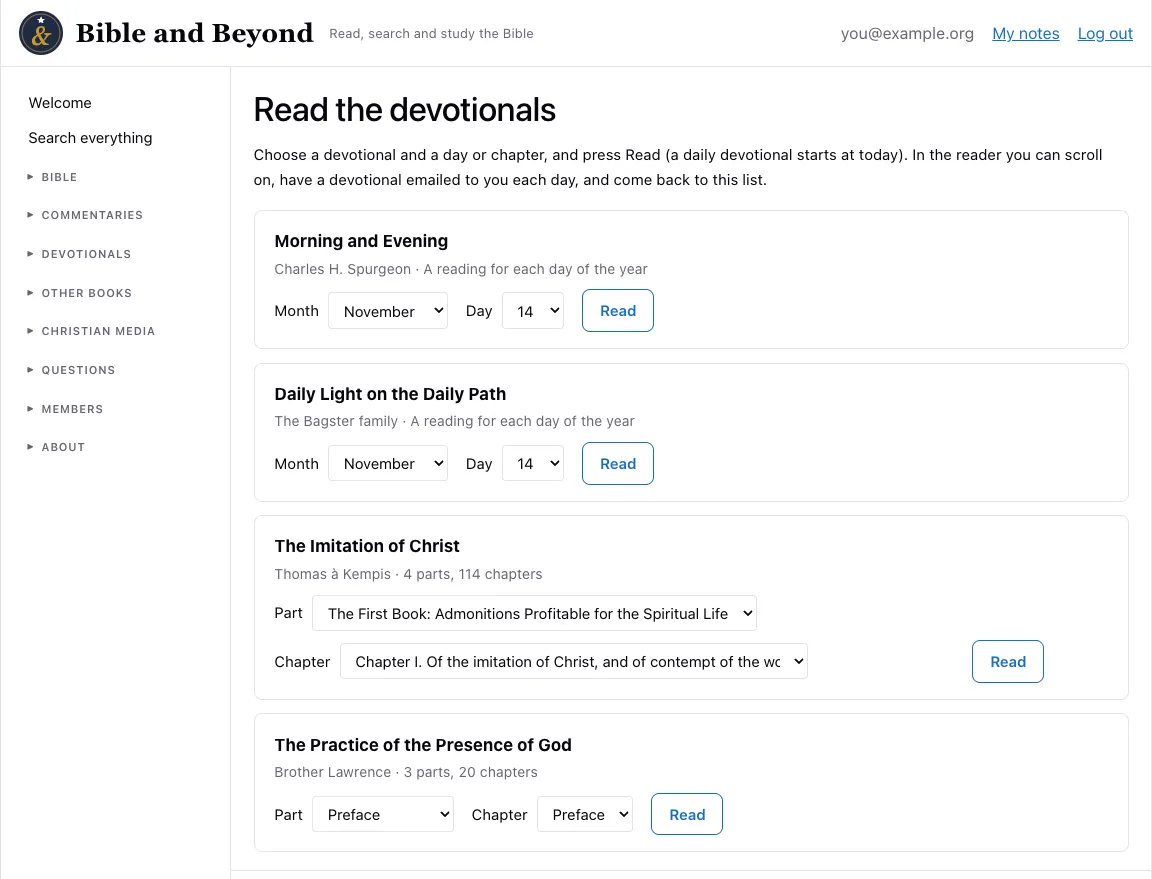 &
Bible and Beyond
Read, search and study the Bible
you@example.org
My notes
Log out
Welcome
Search everything
BIBLE
COMMENTARIES
DEVOTIONALS
OTHER BOOKS
CHRISTIAN MEDIA
QUESTIONS
MEMBERS
ABOUT
Read the devotionals
Choose a devotional and a day or chapter, and press Read (a daily devotional starts at today). In the reader you can scroll
on, have a devotional emailed to you each day, and come back to this list.
Morning and Evening
Charles H. Spurgeon · A reading for each day of the year
Month November Day 14 Read
Daily Light on the Daily Path
The Bagster family · A reading for each day of the year
Month November Day 14 Read
The Imitation of Christ
Thomas à Kempis · 4 parts, 114 chapters
Part The First Book: Admonitions Profitable for the Spiritual Life
Chapter Chapter I. Of the imitation of Christ, and of contempt of the Read
The Practice of the Presence of God
Brother Lawrence · 3 parts, 20 chapters
Part Preface Chapter Preface Read